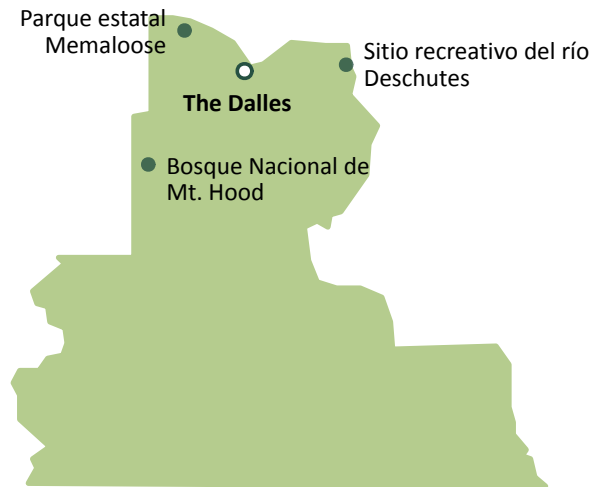 Parque estatal
Memaloose
Sitio recreativo del río
Deschutes
The Dalles
Bosque Nacional de
Mt. Hood